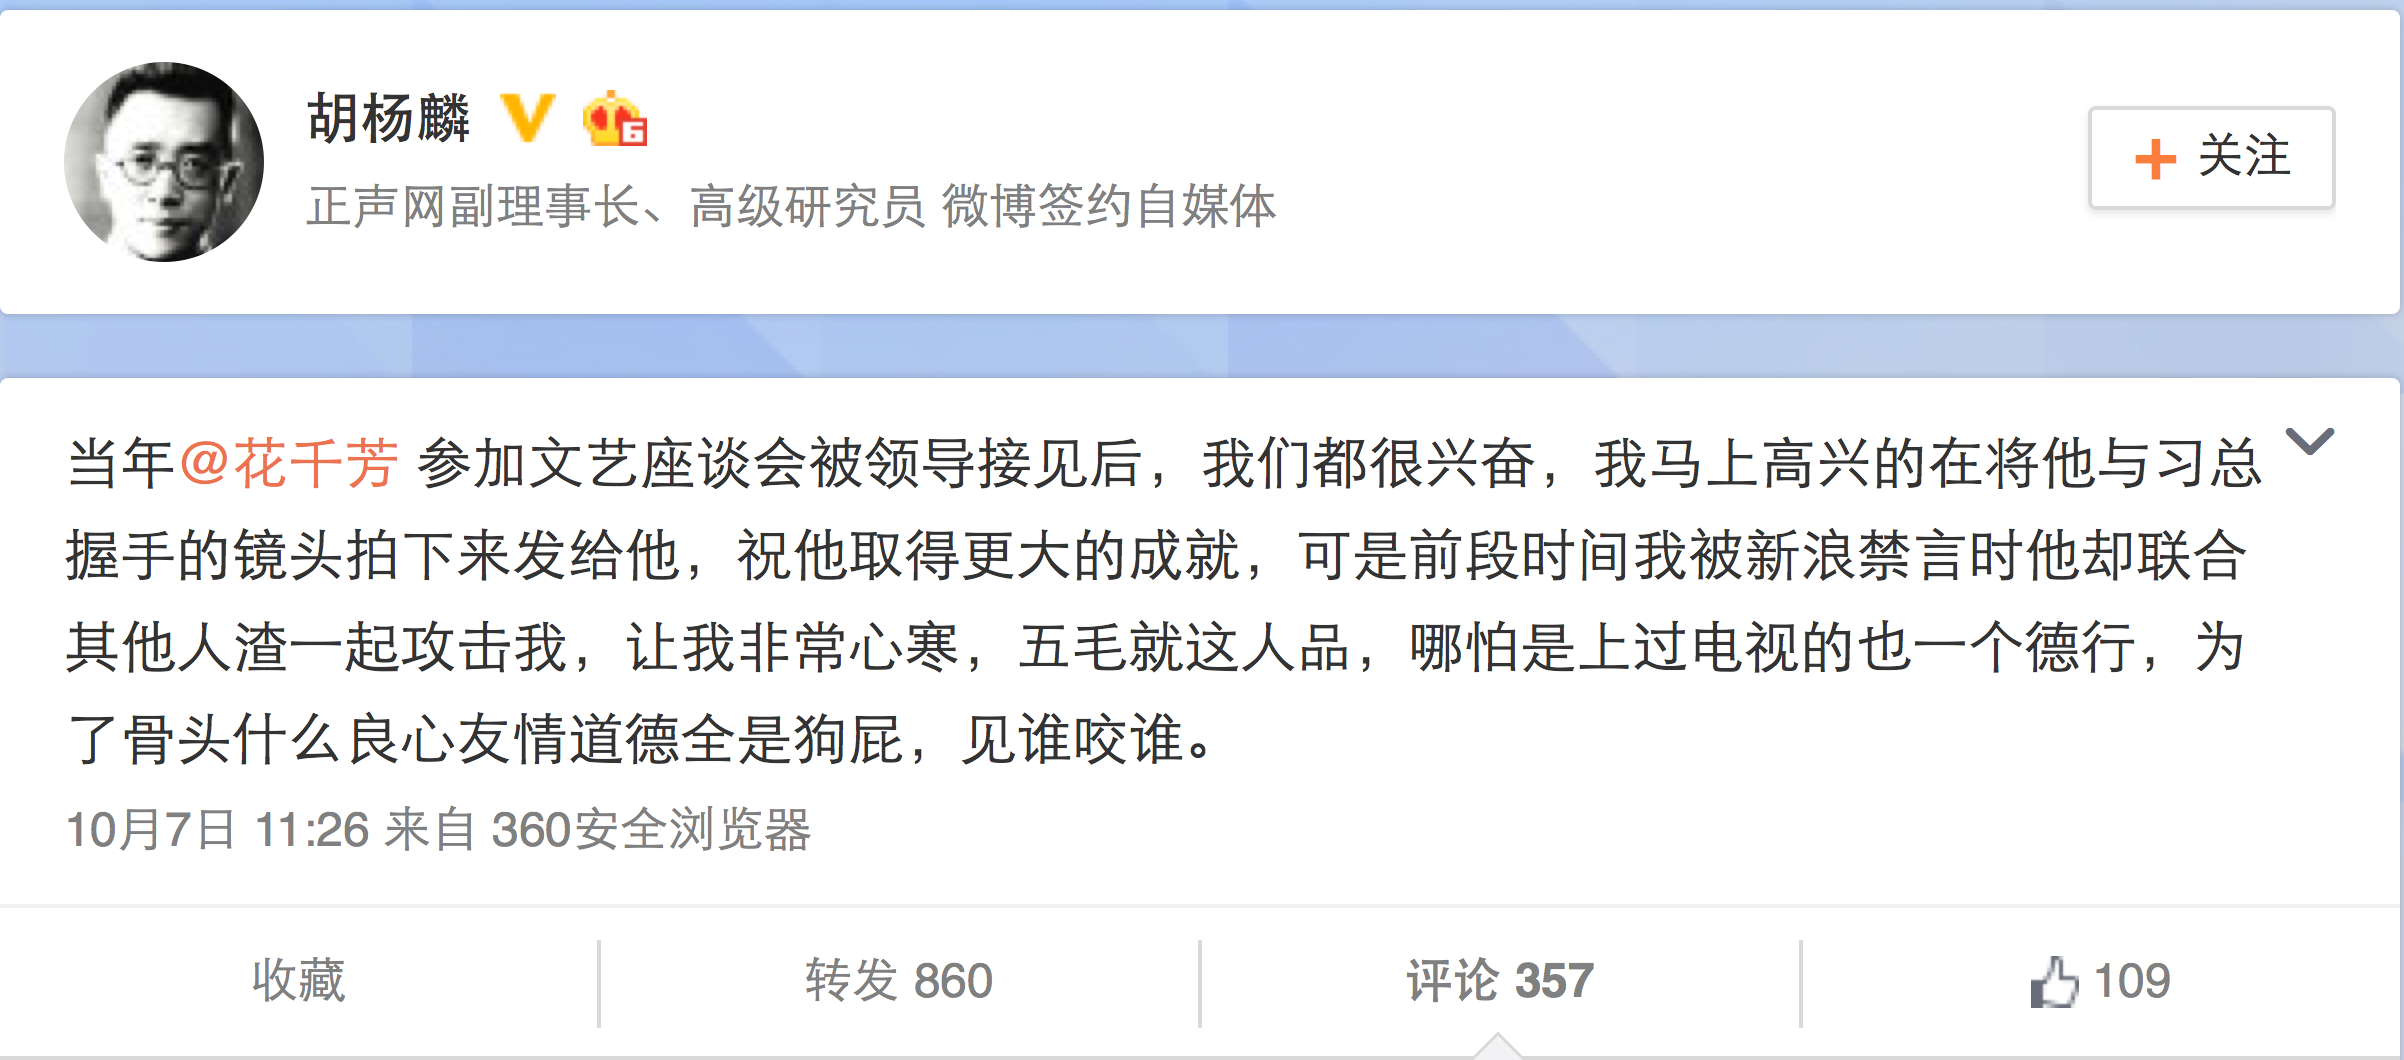 胡杨麟
6
正声网副理事长、高级研究员 微博签约自媒体
+ 关注
当年@花千芳 参加文艺座谈会被领导接见后，我们都很兴奋，我马上高兴的在将他与习总
握手的镜头拍下来发给他，祝他取得更大的成就，可是前段时间我被新浪禁言时他却联合
其他人渣一起攻击我，让我非常心寒，五毛就这人品，哪怕是上过电视的也一个德行，为
了骨头什么良心友情道德全是狗屁，见谁咬谁。
10月7日 11:26 来自 360安全浏览器
收藏
转发 860
评论 357
109